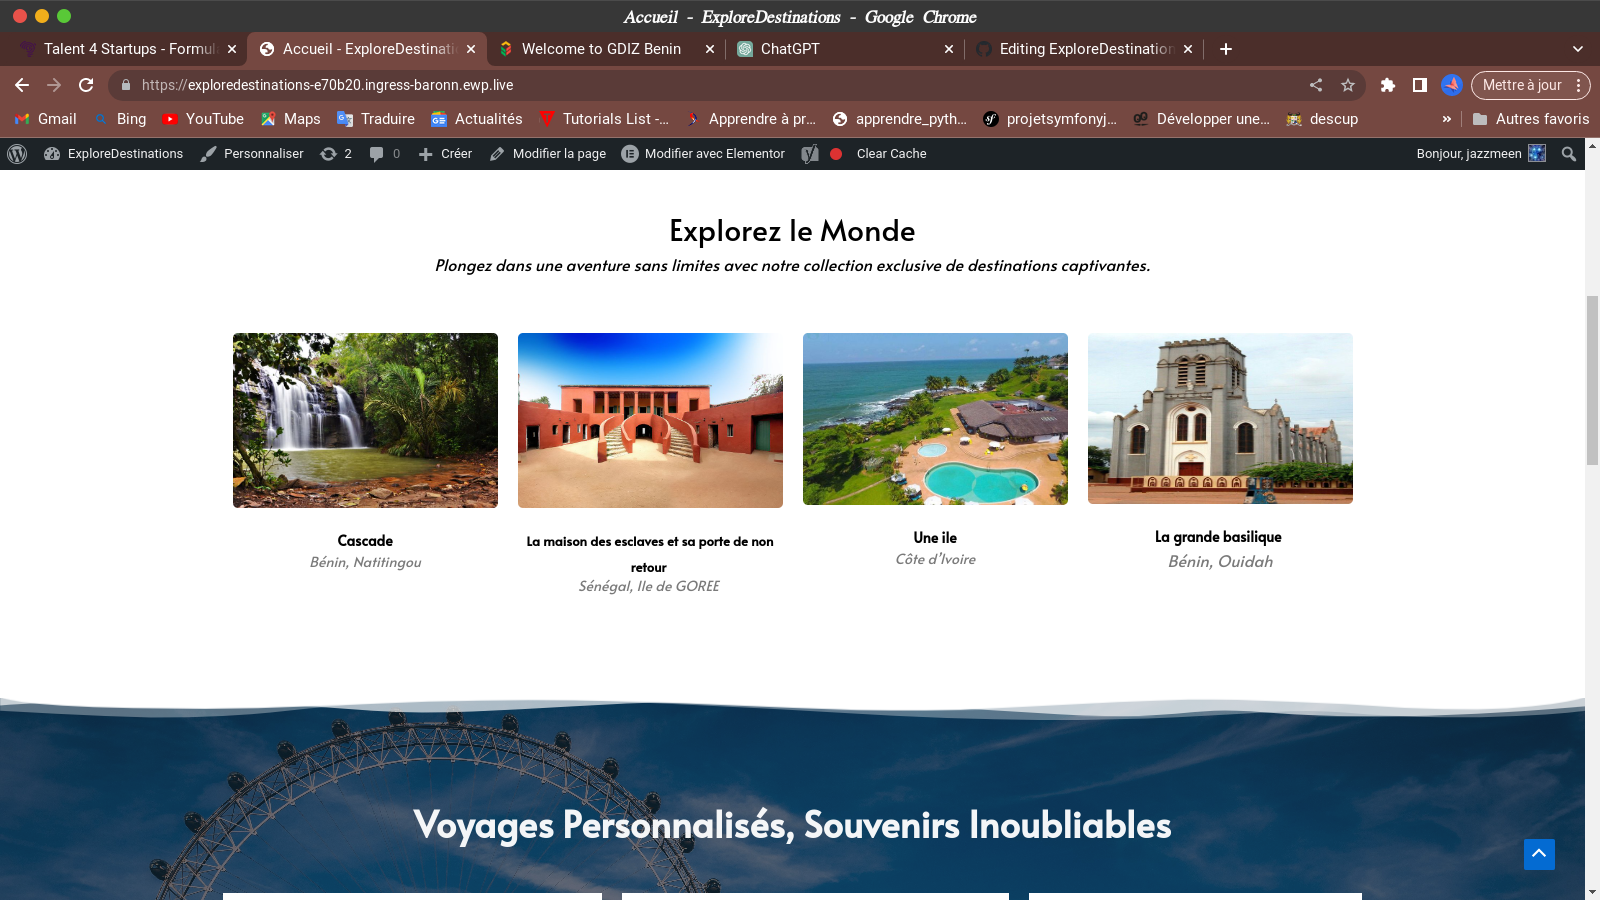 Accueil - ExploreDestinations - Google Chrome
Talent 4 Startups - Formul
Accueil - ExploreDestinati
Welcome to GDIZ Benin
ChatGPT
Editing ExploreDestination
https://exploredestinations-e70b20.ingress-baronn.ewp.live
Mettre à jour
Gmail
Bing
YouTube
Maps
Traduire
Actualités
Tutorials List -...
Apprendre à pr...
apprendre_pyth...
projetsymfonyj...
Développer une...
descup
»
Autres favoris
ExploreDestinations
Personnaliser
2
0
Créer
Modifier la page
Modifier avec Elementor
Clear Cache
Bonjour, jazzmeen
Explorez le Monde
Plongez dans une aventure sans limites avec notre collection exclusive de destinations captivantes.
Cascade
Bénin, Natitingou
La maison des esclaves et sa porte de non
retour
Sénégal, Ile de GOREE
Une ile
Côte d'Ivoire
La grande basilique
Bénin, Ouidah
Voyages Personnalisés, Souvenirs Inoubliables